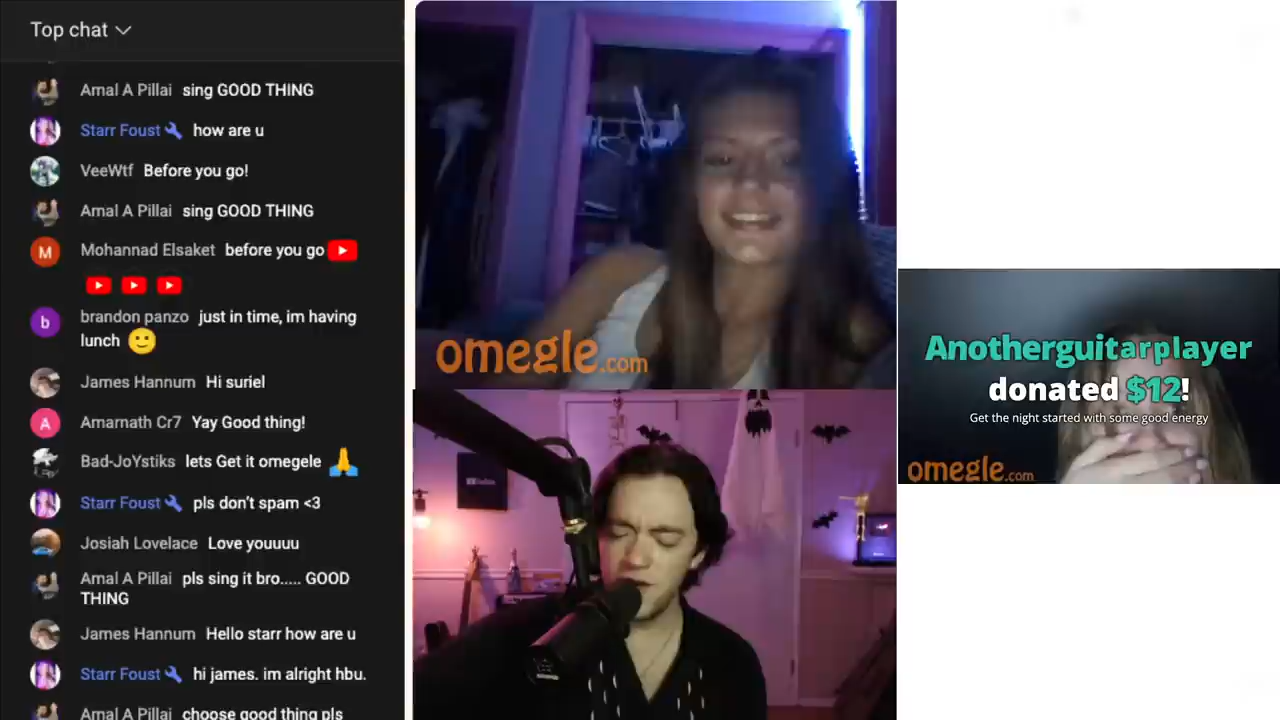 Top chat
Amal A Pillai sing GOOD THING
Starr Foust how are u
VeeWtf Before you go!
Amal A Pillai sing GOOD THING
M Mohannad Elsaket before you go
b brandon panzo just in time, im having
lunch
James Hannum Hi suriel
A Amarnath Cr7 Yay Good thing!
Bad-JoYstiks lets Get it omegele
Starr Foust pls don't spam <3
Josiah Lovelace Love youuuu
Amal A Pillai pls sing it bro..... GOOD
THING
James Hannum Hello starr how are u
Starr Foust hi james. im alright hbu.
Amal A Pillai choose good thing pls
omegle.com
Anotherguitarplayer
donated $12!
Get the night started with some good energy
omegle.com